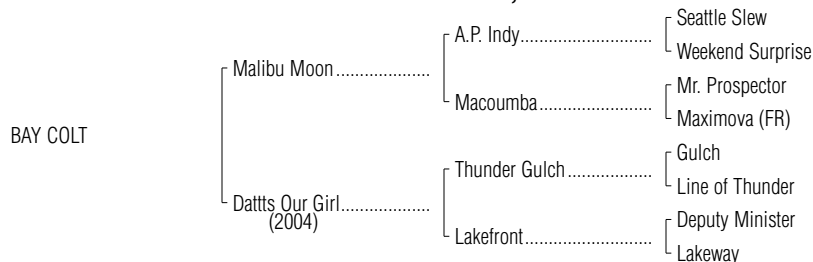 Seattle Slew
A.P. Indy
Weekend Surprise
Malibu Moon
Mr. Prospector
Macoumba
Maximova (FR)
BAY COLT
Gulch
Thunder Gulch
Line of Thunder
Dattts Our Girl
(2004)
Deputy Minister
Lakefront
Lakeway